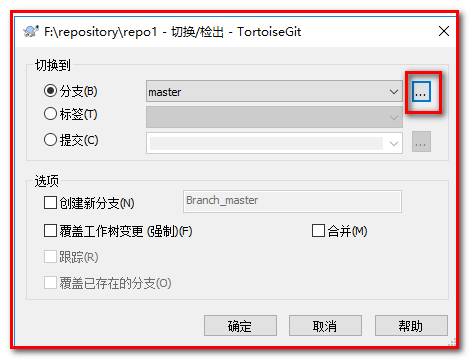 F:\repository\repo1 - 切换/检出 - TortoiseGit
切换到
分支(B)
master
...
标签(T)
提交(C)
...
选项
创建新分支(N)
Branch_master
覆盖工作树变更 (强制)(F)
合并(M)
跟踪(R)
覆盖已存在的分支(O)
确定
取消
帮助